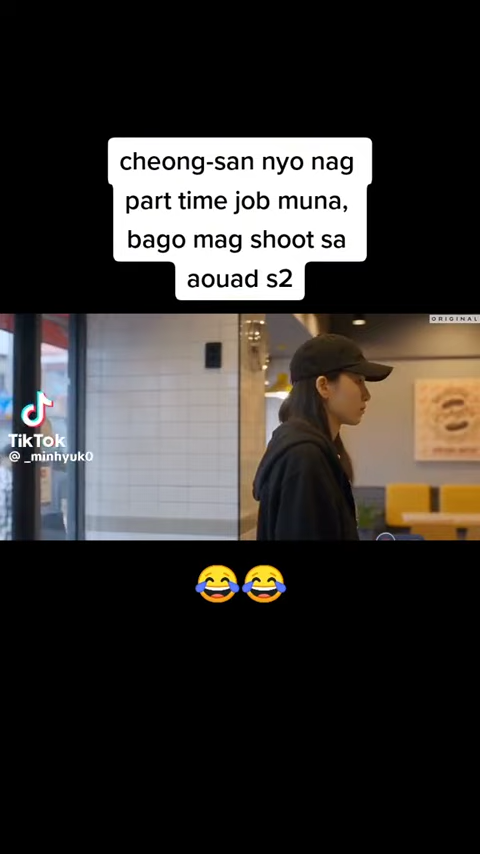 cheong-san nyo nag
part time job muna,
bago mag shoot sa
aouad s2
ORIGINAL
TikTok
@ _minhyuk0